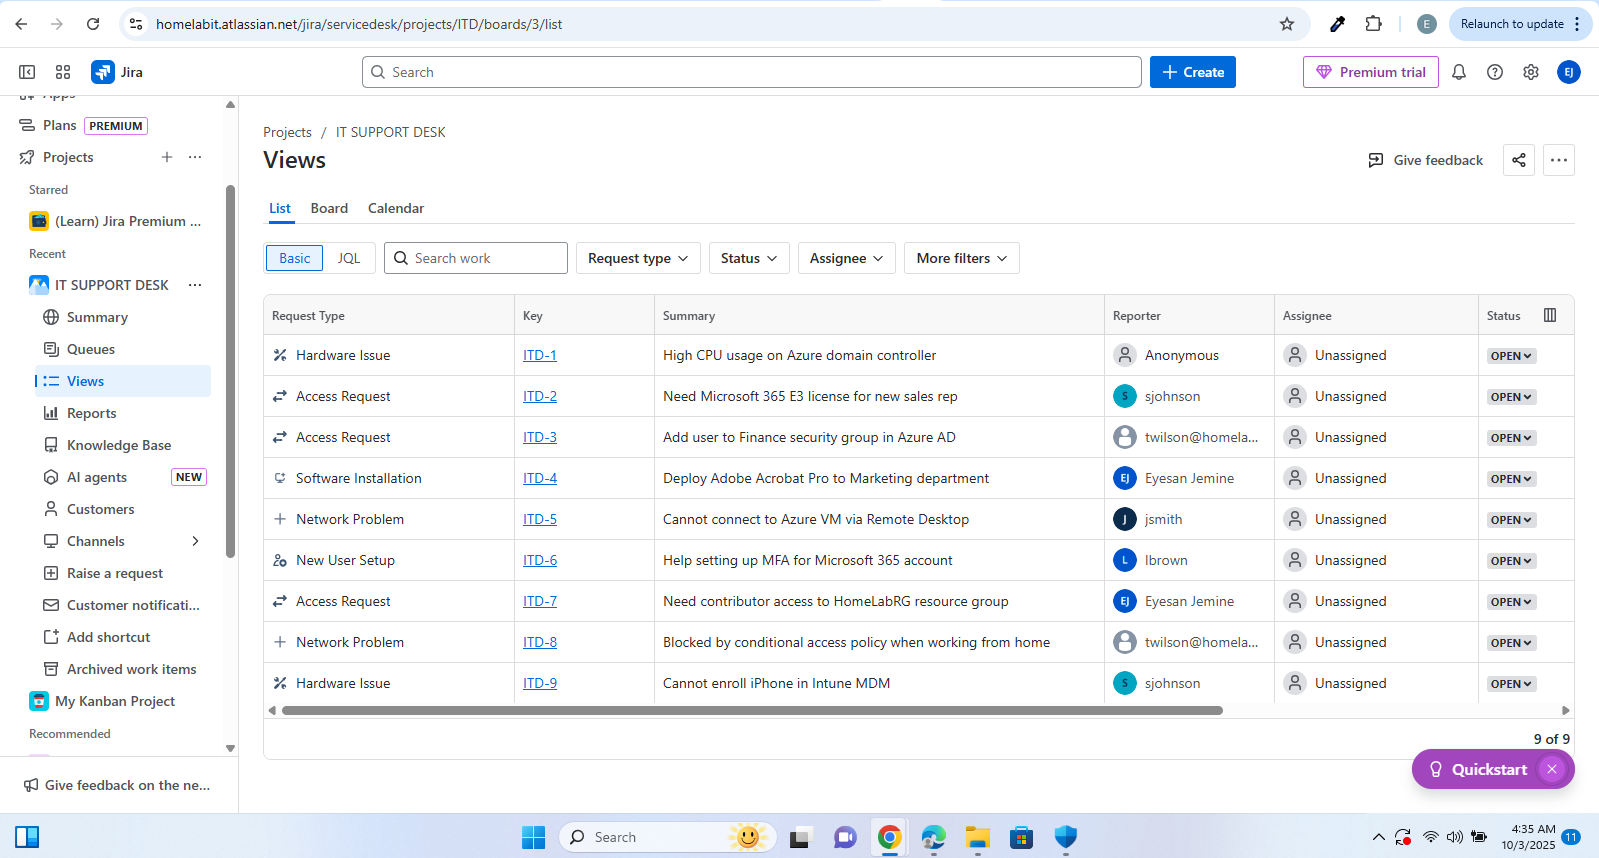 homelabit.atlassian.net/jira/servicedesk/projects/ITD/boards/3/list
E
Relaunch to update
Jira
Search
Create
Premium trial
EJ
Apps
Plans PREMIUM
Projects
Starred
(Learn) Jira Premium ...
Recent
IT SUPPORT DESK
Summary
Queues
Views
Reports
Knowledge Base
AI agents NEW
Customers
Channels
Raise a request
Customer notificati...
Add shortcut
Archived work items
My Kanban Project
Recommended
Give feedback on the ne...
Projects / IT SUPPORT DESK
Views
Give feedback
List Board Calendar
Basic JQL Search work Request type Status Assignee More filters
Request Type Key Summary Reporter Assignee Status
Hardware Issue ITD-1 High CPU usage on Azure domain controller Anonymous Unassigned OPEN
Access Request ITD-2 Need Microsoft 365 E3 license for new sales rep S sjohnson Unassigned OPEN
Access Request ITD-3 Add user to Finance security group in Azure AD twilson@homela... Unassigned OPEN
Software Installation ITD-4 Deploy Adobe Acrobat Pro to Marketing department EJ Eyesan Jemine Unassigned OPEN
Network Problem ITD-5 Cannot connect to Azure VM via Remote Desktop J jsmith Unassigned OPEN
New User Setup ITD-6 Help setting up MFA for Microsoft 365 account L lbrown Unassigned OPEN
Access Request ITD-7 Need contributor access to HomeLabRG resource group EJ Eyesan Jemine Unassigned OPEN
Network Problem ITD-8 Blocked by conditional access policy when working from home twilson@homela... Unassigned OPEN
Hardware Issue ITD-9 Cannot enroll iPhone in Intune MDM S sjohnson Unassigned OPEN
9 of 9
Quickstart
Search
4:35 AM
10/3/2025
11